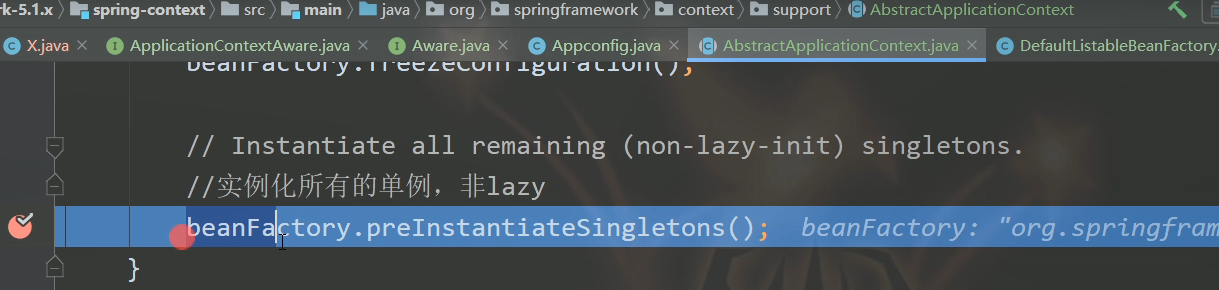 rk-5.1.x spring-context src main java org springframework context support AbstractApplicationContext
X.java ApplicationContextAware.java Aware.java Appconfig.java AbstractApplicationContext.java DefaultListableBeanFactory.
beanFactory.freezeConfiguration();
// Instantiate all remaining (non-lazy-init) singletons.
//实例化所有的单例，非lazy
beanFactory.preInstantiateSingletons(); beanFactory: "org.springfram
}